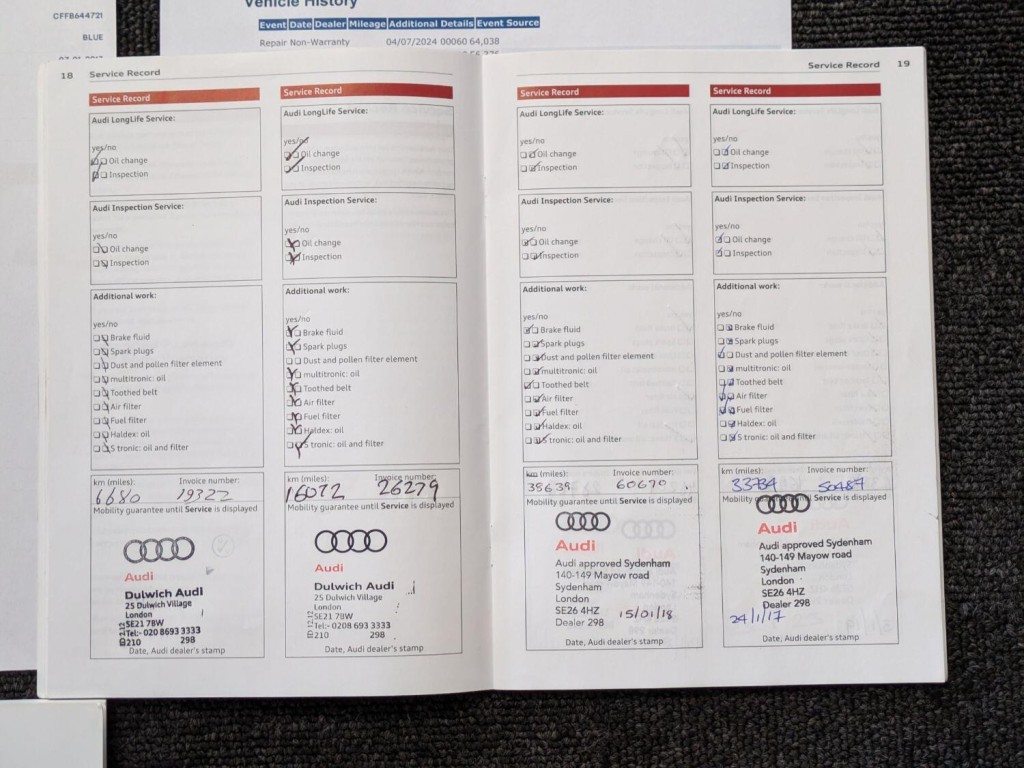 CFFB644721
BLUE
Vehicle History
Event Date Dealer Mileage Additional Details Event Source
Repair Non-Warranty 04/07/2024 00060 64,038
18 Service Record
Service Record
Audi LongLife Service:
yes/no
Oil change
Inspection
Audi Inspection Service:
yes/no
Oil change
Inspection
Additional work:
yes/no
Brake fluid
Spark plugs
Dust and pollen filter element
multitronic: oil
Toothed belt
Air filter
Fuel filter
Haldex: oil
S tronic: oil and filter
km (miles): Invoice number:
6680 19322
Mobility guarantee until Service is displayed
Audi
Dulwich Audi
25 Dulwich Village
London
SE21 7BW
Tel:- 020 8693 3333
210 298
Date, Audi dealer's stamp
Service Record
Audi LongLife Service:
yes/no
Oil change
Inspection
Audi Inspection Service:
yes/no
Oil change
Inspection
Additional work:
yes/no
Brake fluid
Spark plugs
Dust and pollen filter element
multitronic: oil
Toothed belt
Air filter
Fuel filter
Haldex: oil
S tronic: oil and filter
km (miles): Invoice number:
16072 26279
Mobility guarantee until Service is displayed
Audi
Dulwich Audi
25 Dulwich Village
London
SE21 7BW
Tel:- 0208 693 3333
210 298
Date, Audi dealer's stamp
Service Record 19
Service Record
Audi LongLife Service:
yes/no
Oil change
Inspection
Audi Inspection Service:
yes/no
Oil change
Inspection
Additional work:
yes/no
Brake fluid
Spark plugs
Dust and pollen filter element
multitronic: oil
Toothed belt
Air filter
Fuel filter
Haldex: oil
S tronic: oil and filter
km (miles): Invoice number:
38639 60670
Mobility guarantee until Service is displayed
Audi
Audi approved Sydenham
140-149 Mayow road
Sydenham
London
SE26 4HZ
Dealer 298 15/01/18
Date, Audi dealer's stamp
Service Record
Audi LongLife Service:
yes/no
Oil change
Inspection
Audi Inspection Service:
yes/no
Oil change
Inspection
Additional work:
yes/no
Brake fluid
Spark plugs
Dust and pollen filter element
multitronic: oil
Toothed belt
Air filter
Fuel filter
Haldex: oil
S tronic: oil and filter
km (miles): Invoice number:
33734 50487
Mobility guarantee until Service is displayed
Audi
Audi approved Sydenham
140-149 Mayow road
Sydenham
London
SE26 4HZ
Dealer 298
24/1/17
Date, Audi dealer's stamp